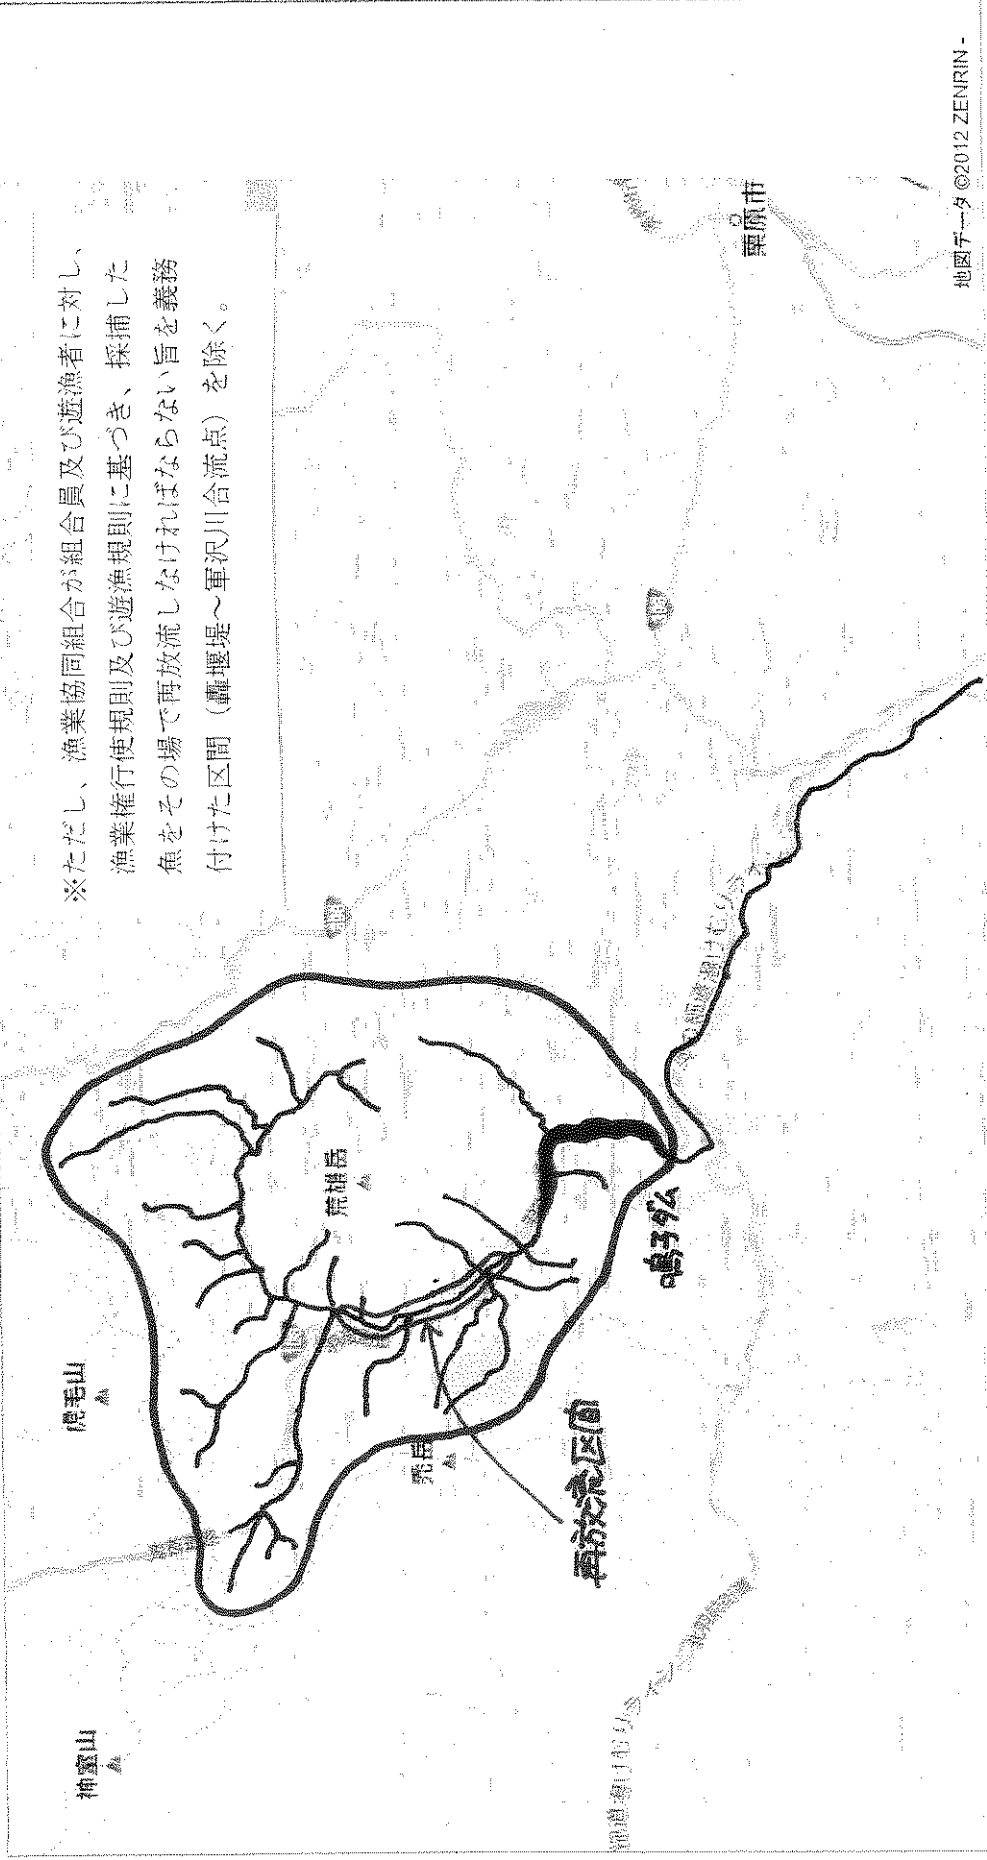 ※ただし、漁業協同組合が組合員及び遊漁者に対し、
漁業権行使規則及び遊漁規則に基づき、採捕した
魚をその場で再放流しなければならない旨を義務
付けた区間（轟堰堤～軍沢川合流点）を除く。
神室山
虎毛山
荒雄岳
禿岳
栗原市
鳴子ダム
再放流区間
108
地図データ ©2012 ZENRIN -